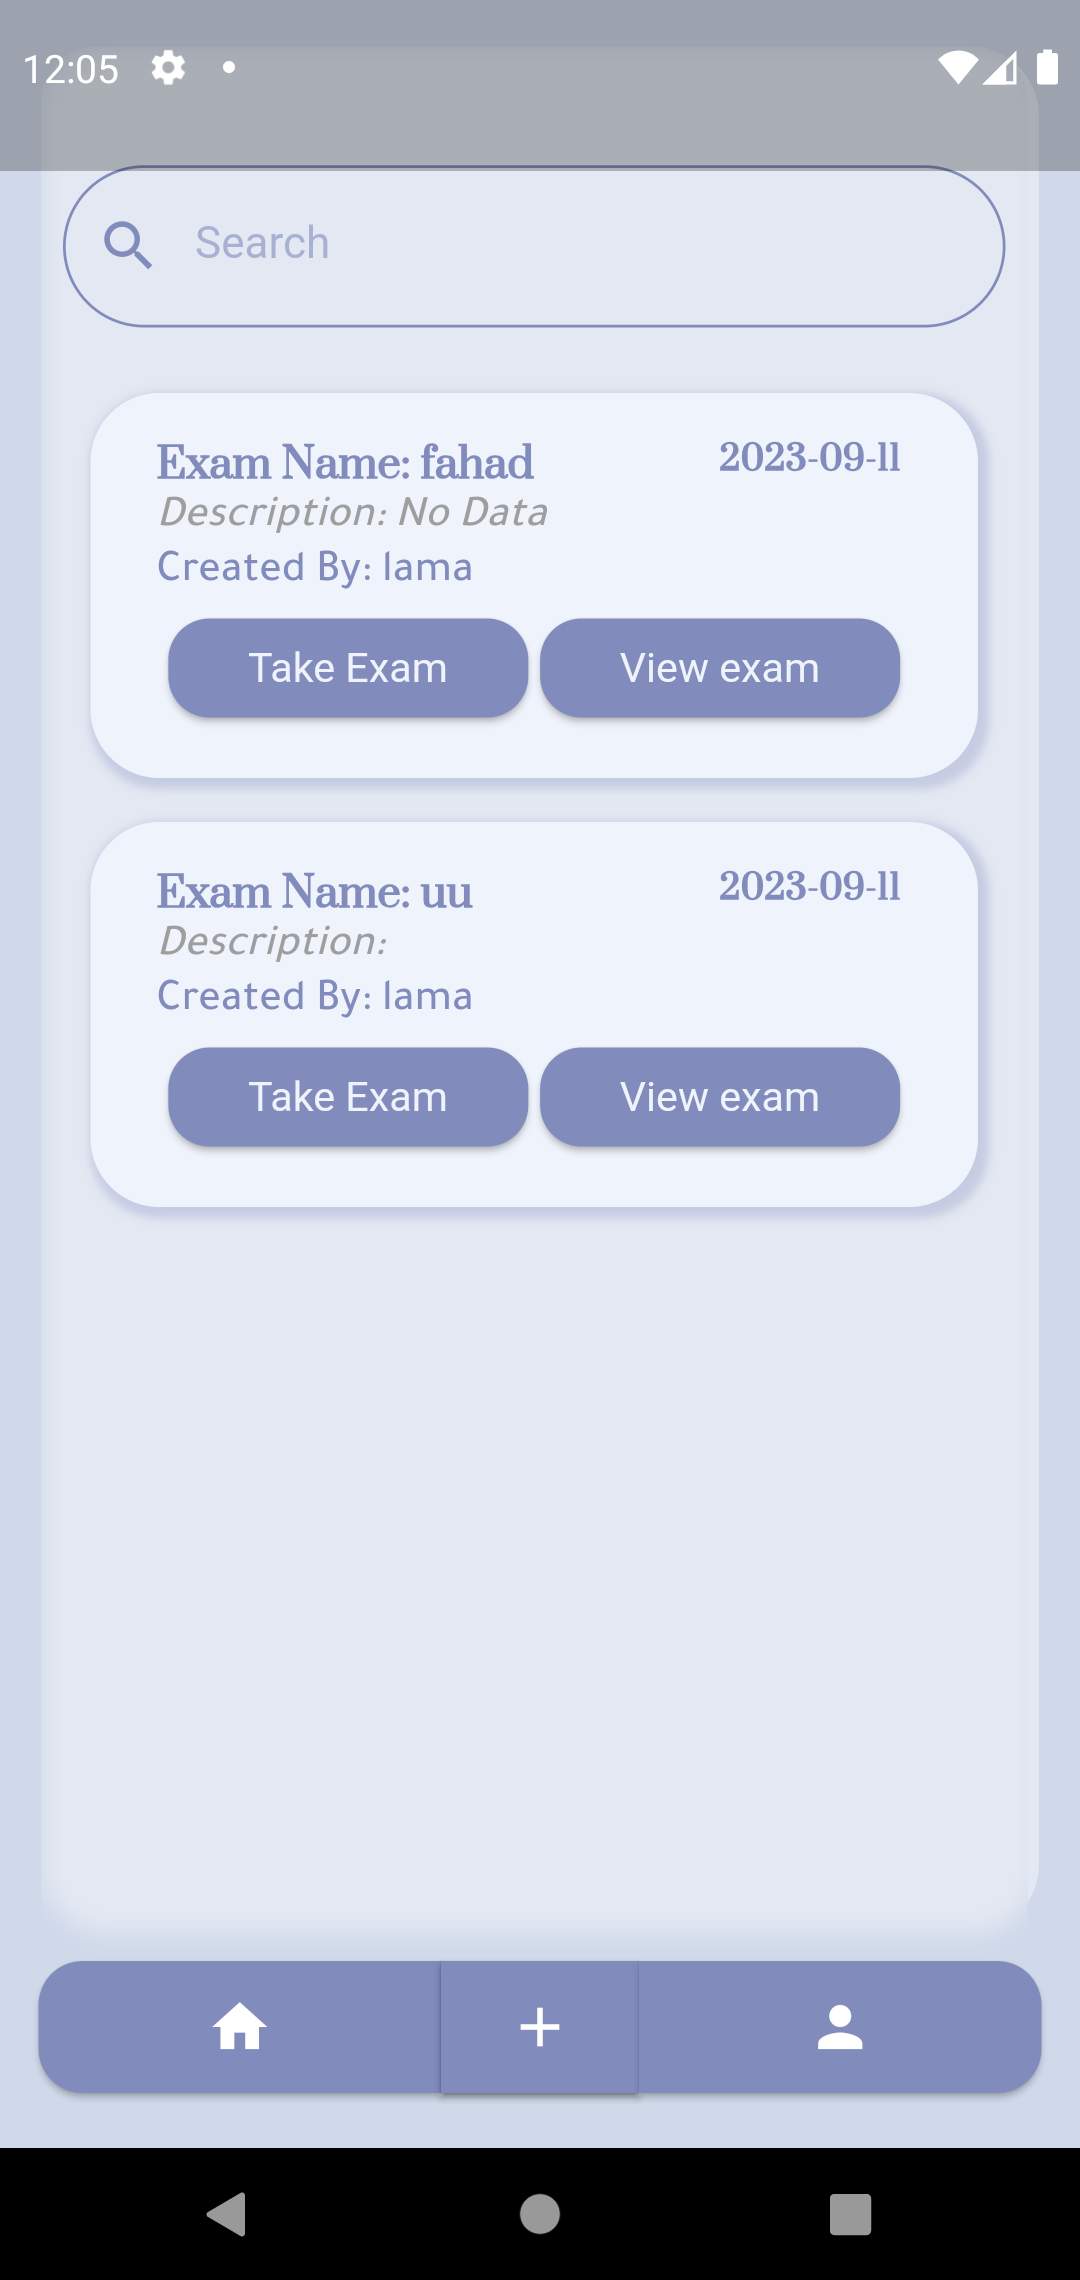 12:05
Search
Exam Name: fahad
2023-09-11
Description: No Data
Created By: lama
Take Exam
View exam
Exam Name: uu
2023-09-11
Description:
Created By: lama
Take Exam
View exam